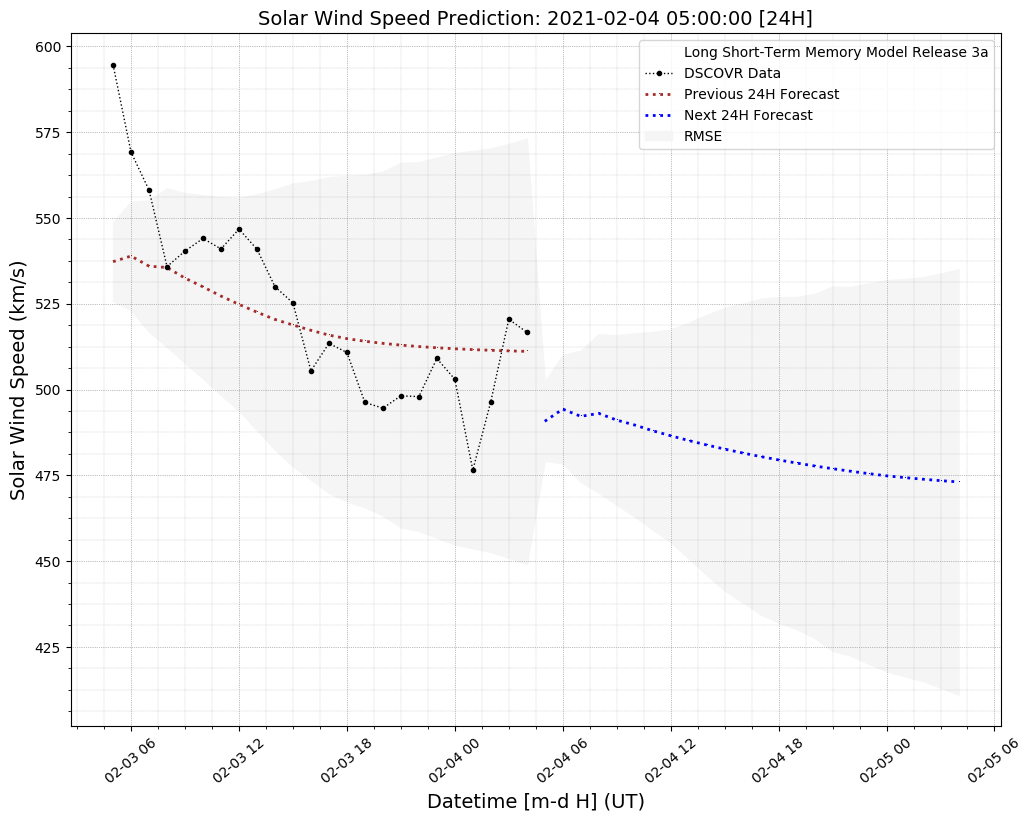 Solar Wind Speed Prediction: 2021-02-04 05:00:00 [24H]
Long Short-Term Memory Model Release 3a
DSCOVR Data
Previous 24H Forecast
Next 24H Forecast
RMSE
Solar Wind Speed (km/s)
600
575
550
525
500
475
450
425
02-03 06
02-03 12
02-03 18
02-04 00
02-04 06
02-04 12
02-04 18
02-05 00
02-05 06
Datetime [m-d H] (UT)